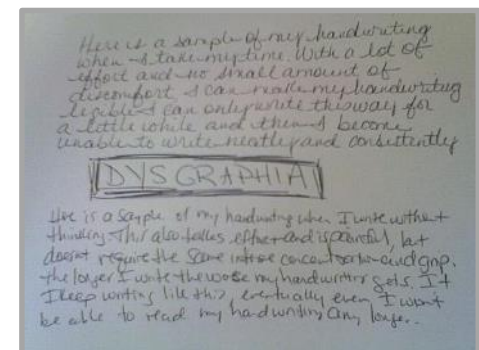 Here is a sample of my handwriting
when I take my time. With a lot of
effort and no small amount of
discomfort I can make my handwriting
legible. I can only write this way for
a little while and then I become
unable to write neatly and consistently
DYSGRAPHIA
Here is a sample of my handwriting when I write without
thinking. This also takes effort and is painful, but
doesnt require the same intense concentration and grip.
the longer I write the worse my handwriting gets. If
I keep writing like this, eventually even I wont
be able to read my handwriting any longer.